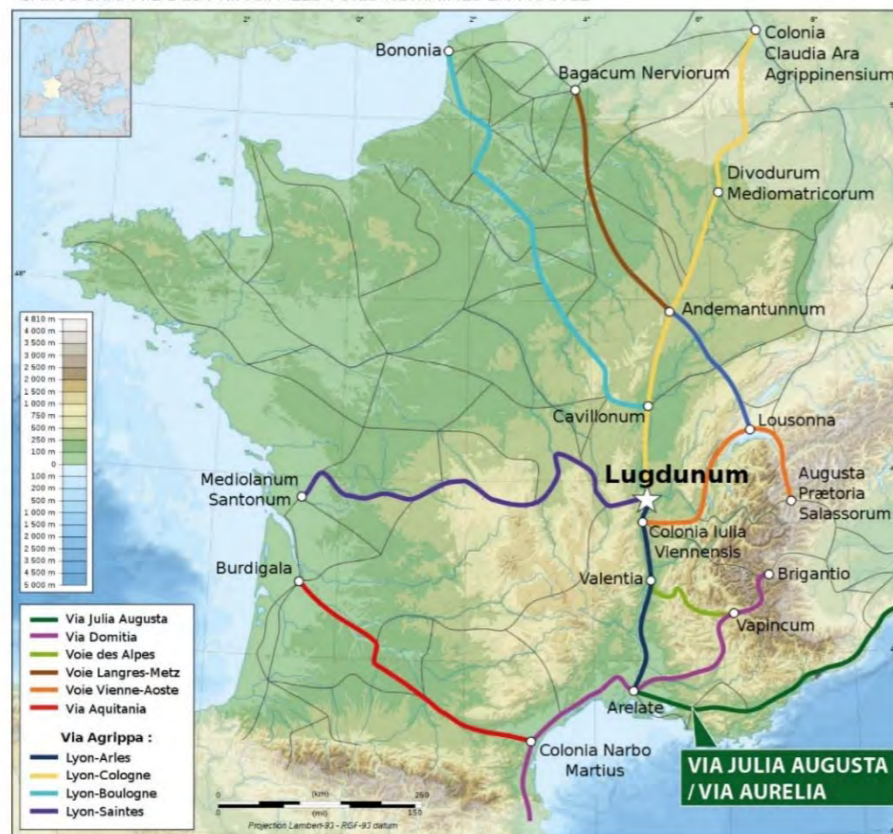 Bononia
Colonia
Claudia Ara
Agrippinensium
Bagacum Nerviorum
Divodurum
Mediomatricorum
Andemantunnum
Cavillonum
Lousonna
Lugdunum
Augusta
Prætoria
Salassorum
Mediolanum
Santonum
Colonia Iulia
Viennensis
Burdigala
Valentia
Brigantio
Vapincum
Arelate
Colonia Narbo
Martius
VIA JULIA AUGUSTA
/ VIA AURELIA
4 810 m
4 000 m
3 500 m
3 000 m
2 500 m
2 000 m
1 500 m
1 000 m
750 m
500 m
250 m
100 m
0
100 m
200 m
500 m
1 000 m
1 500 m
2 000 m
2 500 m
3 000 m
3 500 m
4 000 m
4 500 m
5 000 m
Via Julia Augusta
Via Domitia
Voie des Alpes
Voie Langres-Metz
Voie Vienne-Aoste
Via Aquitania
Via Agrippa :
Lyon-Arles
Lyon-Cologne
Lyon-Boulogne
Lyon-Saintes
0 (km) 250
0 (mi) 150
Projection Lambert-93 - RGF-93 datum